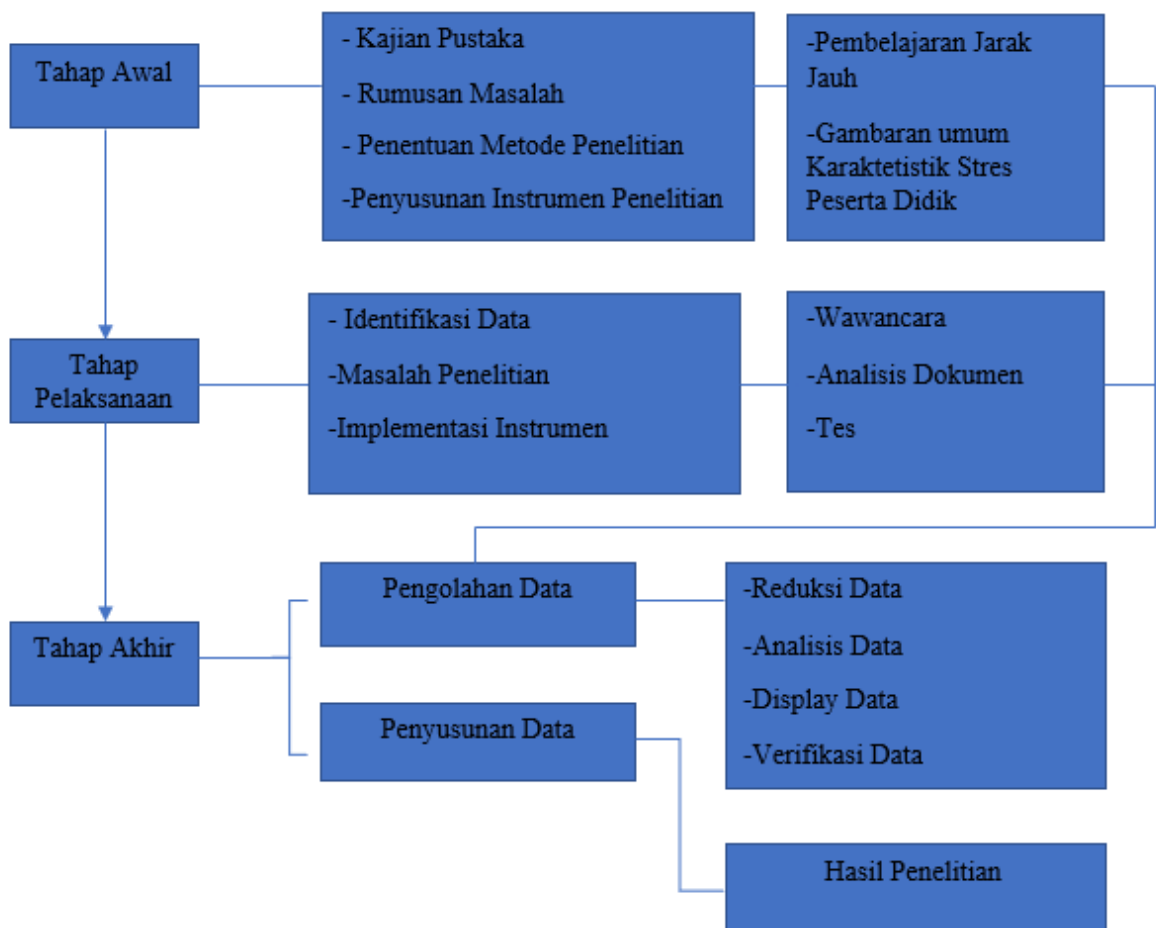 Tahap Awal
- Kajian Pustaka
- Rumusan Masalah
- Penentuan Metode Penelitian
-Penyusunan Instrumen Penelitian
-Pembelajaran Jarak
Jauh
-Gambaran umum
Karaktetistik Stres
Peserta Didik
Tahap
Pelaksanaan
- Identifikasi Data
-Masalah Penelitian
-Implementasi Instrumen
-Wawancara
-Analisis Dokumen
-Tes
Tahap Akhir
Pengolahan Data
-Reduksi Data
-Analisis Data
-Display Data
-Verifikasi Data
Penyusunan Data
Hasil Penelitian